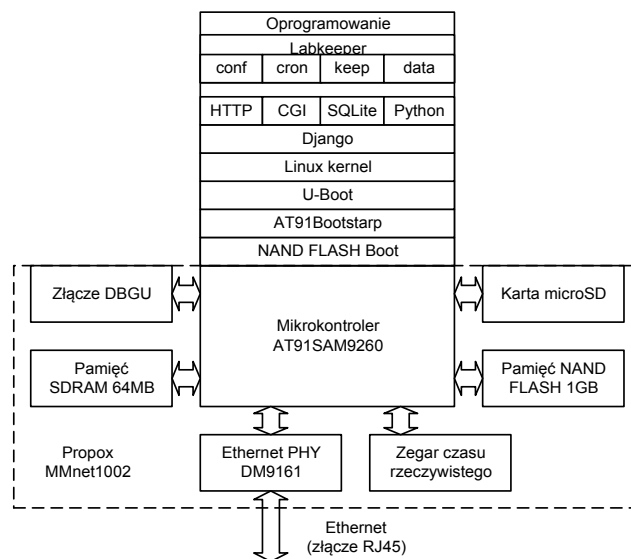 Oprogramowanie
Labkeeper
conf cron keep data
HTTP CGI SQLite Python
Django
Linux kernel
U-Boot
AT91Bootstarp
NAND FLASH Boot
Złącze DBGU
Mikrokontroler
AT91SAM9260
Karta microSD
Pamięć
SDRAM 64MB
Pamięć NAND
FLASH 1GB
Propox
MMnet1002
Ethernet PHY
DM9161
Zegar czasu
rzeczywistego
Ethernet
(złącze RJ45)